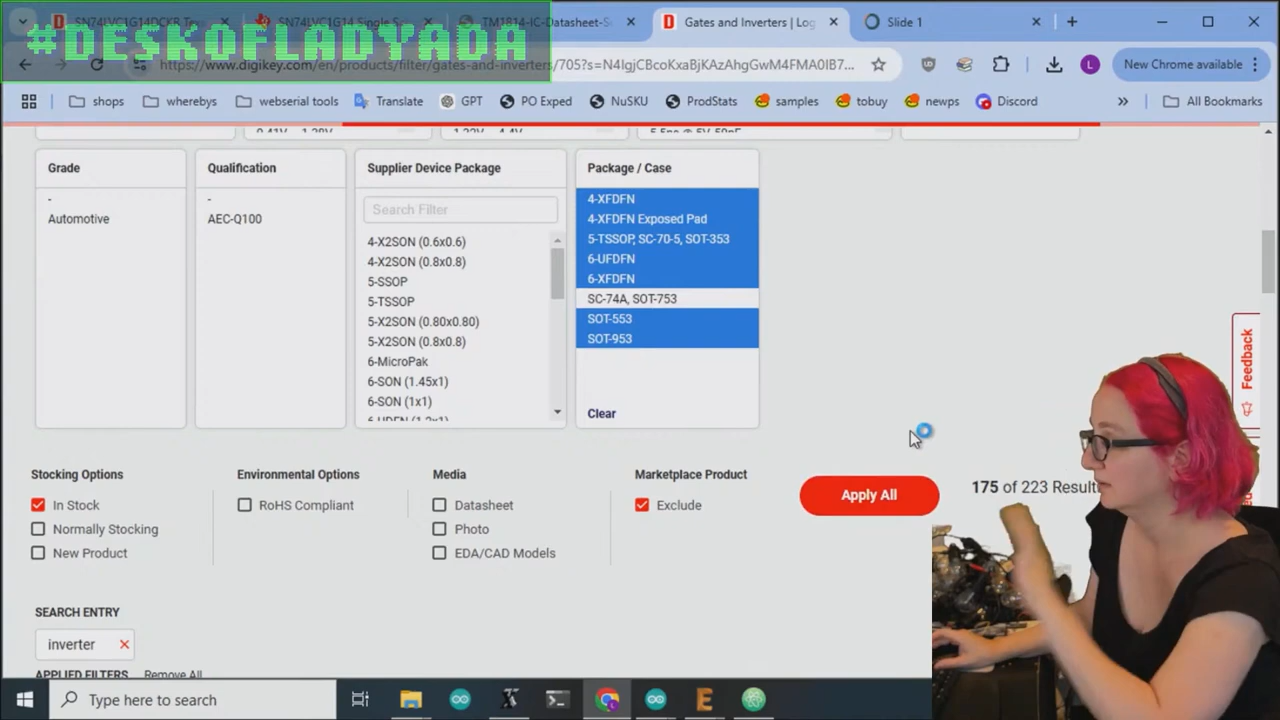 SN74LVC1G14DCKR Tex
SN74LVC1G14 Single S
TM1814-IC-Datasheet-S
Gates and Inverters | Log
Slide 1
#DESKOFLADYADA
https://www.digikey.com/en/products/filter/gates-and-inverters/705?s=N4IgjCBcoKxaBjKAzAhgGwM4FMA0IB7...
New Chrome available
shops
whereby
webserial tools
Translate
GPT
PO Exped
NuSKU
ProdStats
samples
tobuy
newps
Discord
All Bookmarks
Grade
Qualification
Supplier Device Package
Package / Case
-
Automotive
-
AEC-Q100
Search Filter
4-X2SON (0.6x0.6)
4-X2SON (0.8x0.8)
5-SSOP
5-TSSOP
5-X2SON (0.80x0.80)
5-X2SON (0.8x0.8)
6-MicroPak
6-SON (1.45x1)
6-SON (1x1)
4-XFDFN
4-XFDFN Exposed Pad
5-TSSOP, SC-70-5, SOT-353
6-UFDFN
6-XFDFN
SC-74A, SOT-753
SOT-553
SOT-953
Clear
Feedback
Stocking Options
In Stock
Normally Stocking
New Product
Environmental Options
RoHS Compliant
Media
Datasheet
Photo
EDA/CAD Models
Marketplace Product
Exclude
Apply All
175 of 223 Result
SEARCH ENTRY
inverter
APPLIED FILTERS Remove All
Type here to search